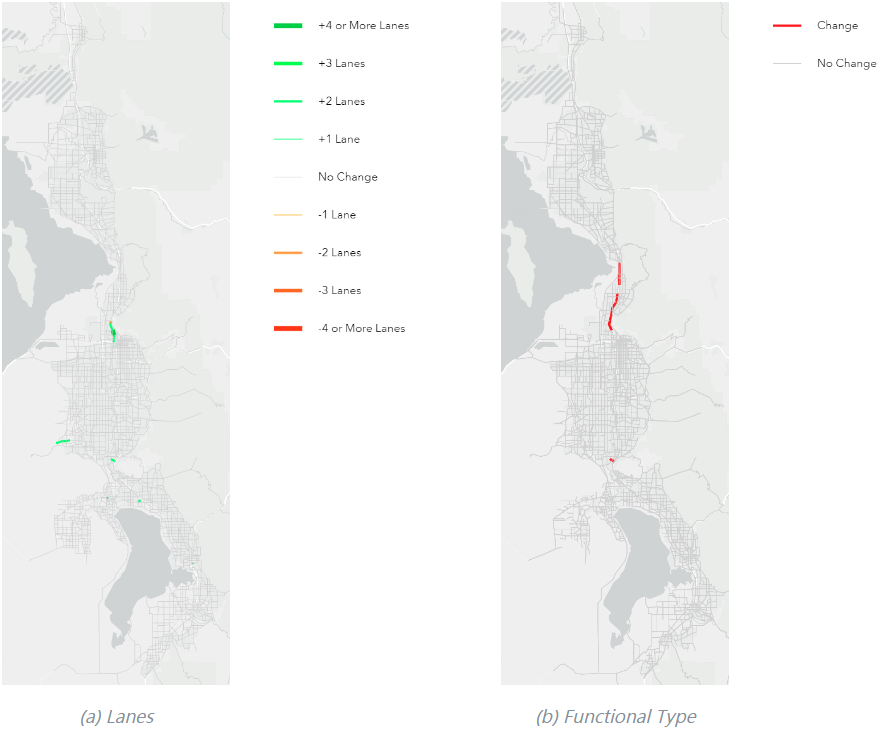 +4 or More Lanes
+3 Lanes
+2 Lanes
+1 Lane
No Change
-1 Lane
-2 Lanes
-3 Lanes
-4 or More Lanes
(a) Lanes
Change
No Change
(b) Functional Type